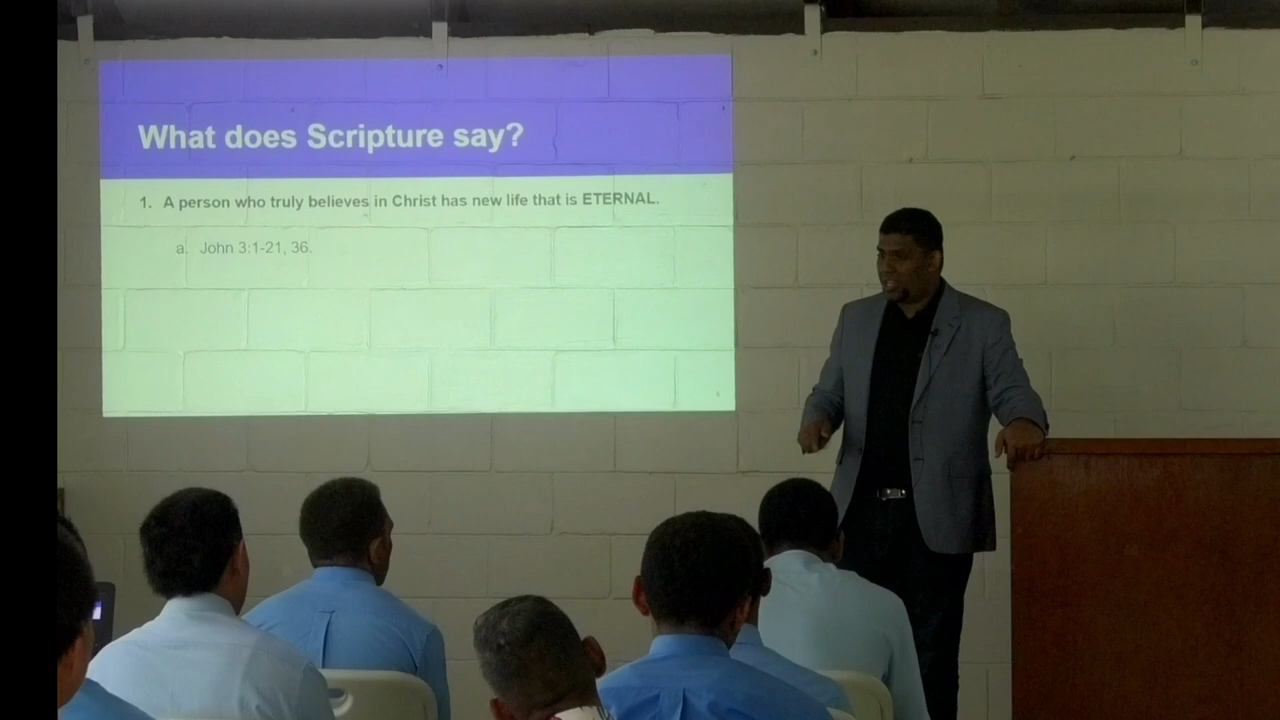 What does Scripture say?
1. A person who truly believes in Christ has new life that is ETERNAL.
a. John 3:1-21, 36.